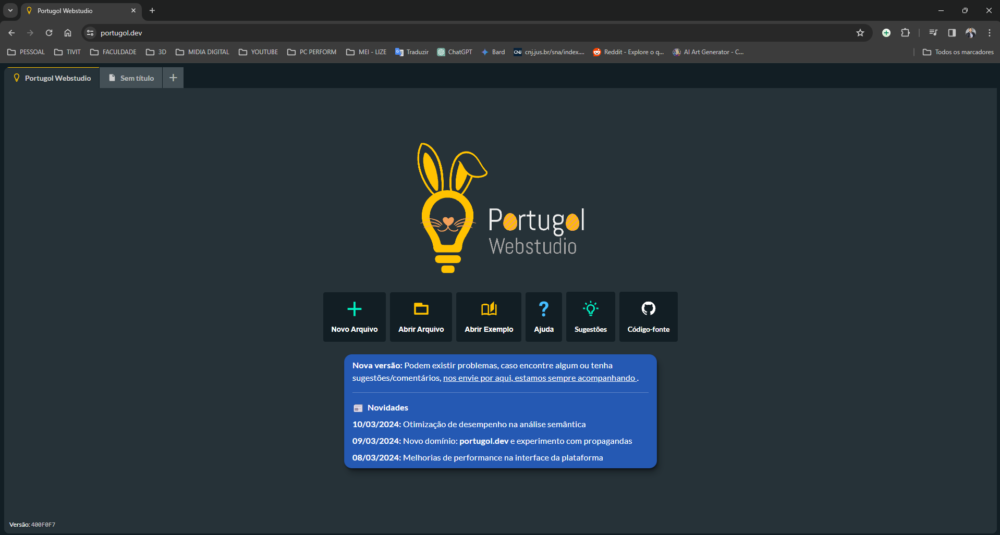 Portugol Webstudio
portugol.dev
PESSOAL TIVIT FACULDADE 3D MIDIA DIGITAL YOUTUBE PC PERFORM MEI - LIZE Traduzir ChatGPT Bard CNJ cnj.jus.br/sna/index.... Reddit - Explore o q... AI Art Generator - C... Todos os marcadores
Portugol Webstudio Sem título
Portugol
Webstudio
Novo Arquivo Abrir Arquivo Abrir Exemplo Ajuda Sugestões Código-fonte
Nova versão: Podem existir problemas, caso encontre algum ou tenha
sugestões/comentários, nos envie por aqui, estamos sempre acompanhando .
Novidades
10/03/2024: Otimização de desempenho na análise semântica
09/03/2024: Novo domínio: portugol.dev e experimento com propagandas
08/03/2024: Melhorias de performance na interface da plataforma
Versão: 400F0F7